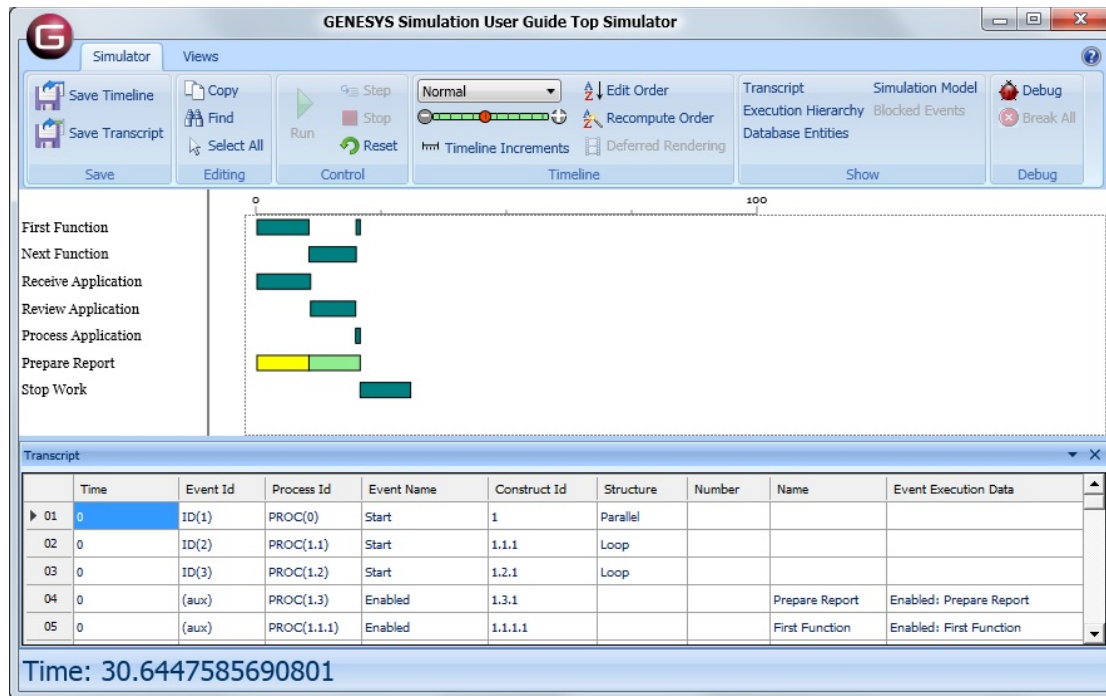 GENESYS Simulation User Guide Top Simulator
G
Simulator Views
Save Timeline
Save Transcript
Save
Copy
Find
Select All
Editing
Run
Step
Stop
Reset
Control
Normal
Timeline Increments
Edit Order
Recompute Order
Deferred Rendering
Timeline
Transcript Simulation Model
Execution Hierarchy Blocked Events
Database Entities
Show
Debug
Break All
Debug
0 100
First Function
Next Function
Receive Application
Review Application
Process Application
Prepare Report
Stop Work
Transcript
Time Event Id Process Id Event Name Construct Id Structure Number Name Event Execution Data
01 0 ID(1) PROC(0) Start 1 Parallel
02 0 ID(2) PROC(1.1) Start 1.1.1 Loop
03 0 ID(3) PROC(1.2) Start 1.2.1 Loop
04 0 (aux) PROC(1.3) Enabled 1.3.1 Prepare Report Enabled: Prepare Report
05 0 (aux) PROC(1.1.1) Enabled 1.1.1.1 First Function Enabled: First Function
Time: 30.6447585690801